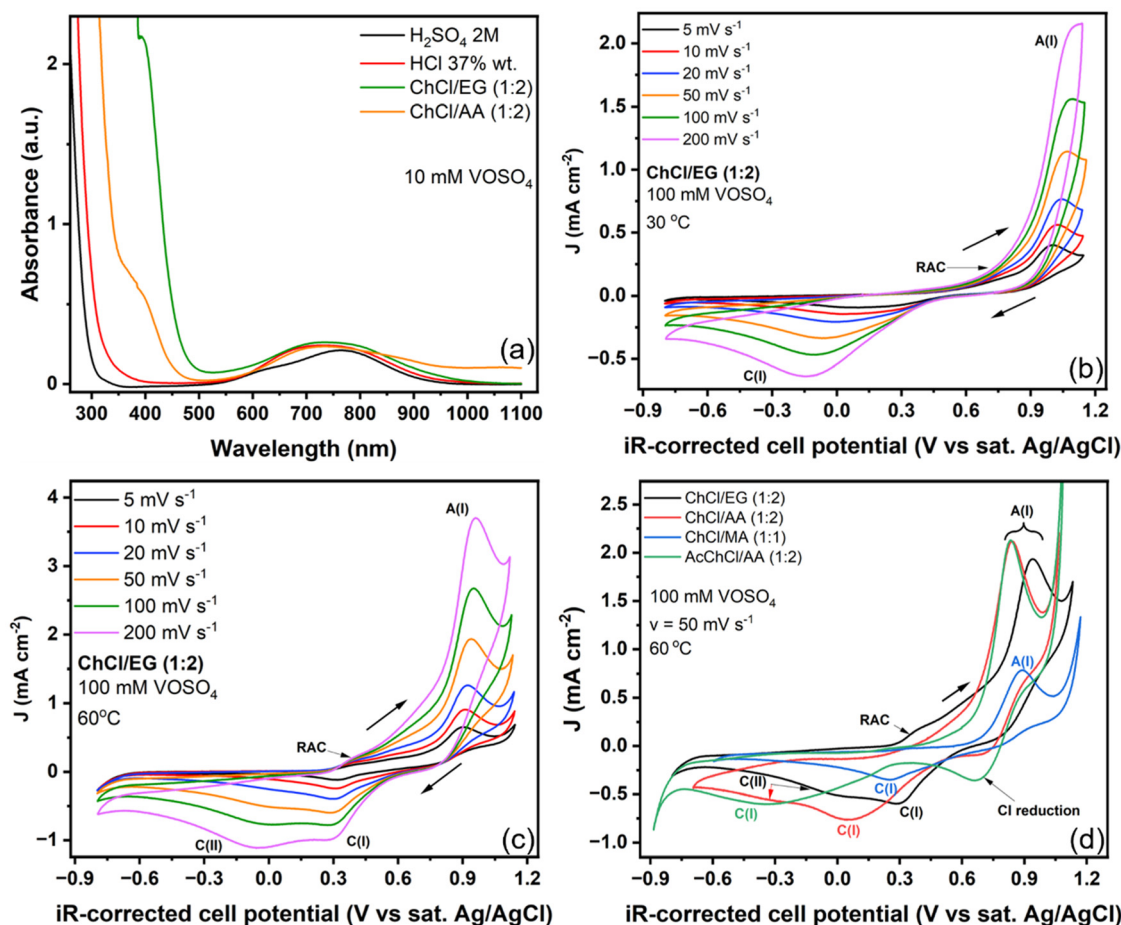 H₂SO₄ 2M
HCl 37% wt.
ChCl/EG (1:2)
ChCl/AA (1:2)
10 mM VOSO₄
Absorbance (a.u.)
2
1
0
(a)
300 400 500 600 700 800 900 1000 1100
Wavelength (nm)
5 mV s⁻¹
10 mV s⁻¹
20 mV s⁻¹
50 mV s⁻¹
100 mV s⁻¹
200 mV s⁻¹
ChCl/EG (1:2)
100 mM VOSO₄
30 °C
A(I)
RAC
C(I)
J (mA cm⁻²)
2.0
1.5
1.0
0.5
0.0
−0.5
(b)
−0.9 −0.6 −0.3 0.0 0.3 0.6 0.9 1.2
iR-corrected cell potential (V vs sat. Ag/AgCl)
5 mV s⁻¹
10 mV s⁻¹
20 mV s⁻¹
50 mV s⁻¹
100 mV s⁻¹
200 mV s⁻¹
ChCl/EG (1:2)
100 mM VOSO₄
60°C
A(I)
RAC
C(II)
C(I)
J (mA cm⁻²)
4
3
2
1
0
−1
(c)
−0.9 −0.6 −0.3 0.0 0.3 0.6 0.9 1.2
iR-corrected cell potential (V vs sat. Ag/AgCl)
ChCl/EG (1:2)
ChCl/AA (1:2)
ChCl/MA (1:1)
AcChCl/AA (1:2)
100 mM VOSO₄
v = 50 mV s⁻¹
60 °C
A(I)
A(I)
RAC
C(II)
C(I)
C(I)
C(I)
C(I)
Cl reduction
J (mA cm⁻²)
2.5
2.0
1.5
1.0
0.5
0.0
−0.5
−1.0
(d)
−0.9 −0.6 −0.3 0.0 0.3 0.6 0.9 1.2
iR-corrected cell potential (V vs sat. Ag/AgCl)